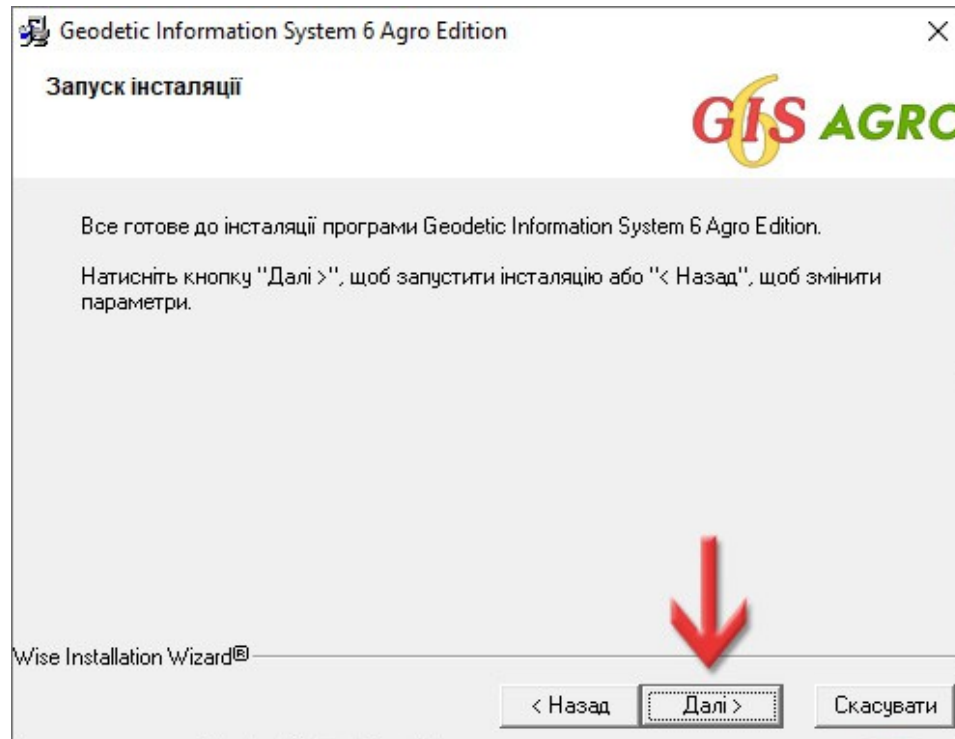 Geodetic Information System 6 Agro Edition
Запуск інсталяції
GIS 6 AGRO
Все готове до інсталяції програми Geodetic Information System 6 Agro Edition.
Натисніть кнопку "Далі >", щоб запустити інсталяцію або "< Назад", щоб змінити
параметри.
Wise Installation Wizard®
< Назад
Далі >
Скасувати